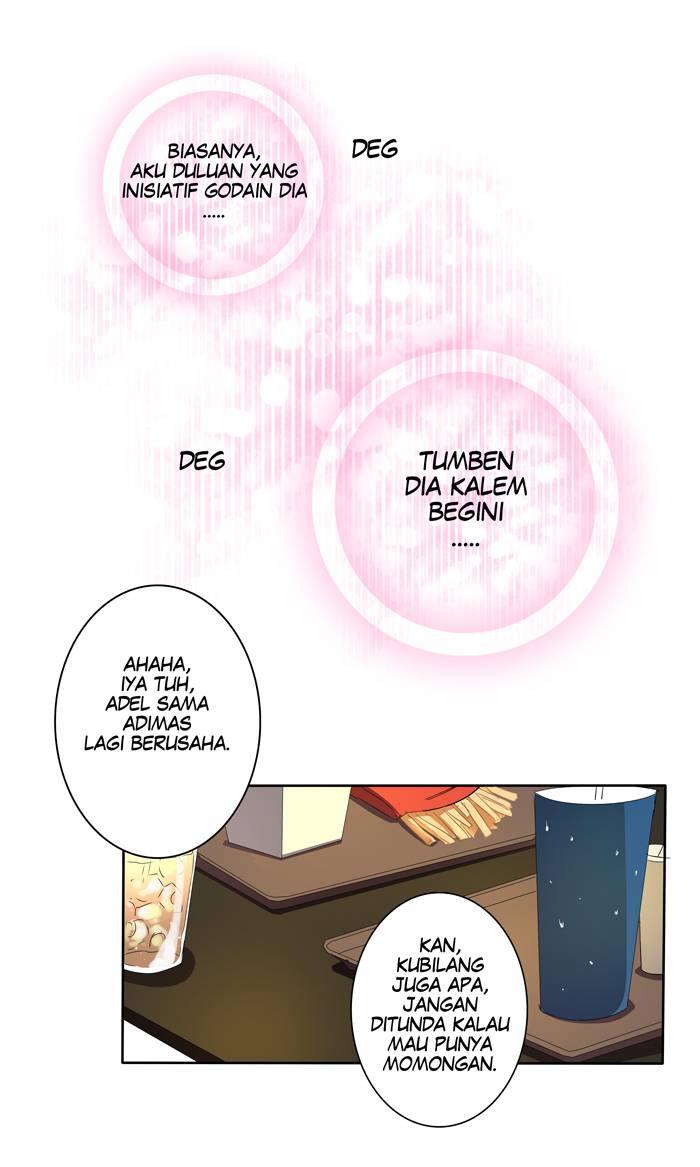 BIASANYA,
AKU DULUAN YANG
INISIATIF GODAIN DIA
.....
DEG
DEG
TUMBEN
DIA KALEM
BEGINI
.....
AHAHA,
IYA TUH,
ADEL SAMA
ADIMAS
LAGI BERUSAHA.
KAN,
KUBILANG
JUGA APA,
JANGAN
DITUNDA KALAU
MAU PUNYA
MOMONGAN.